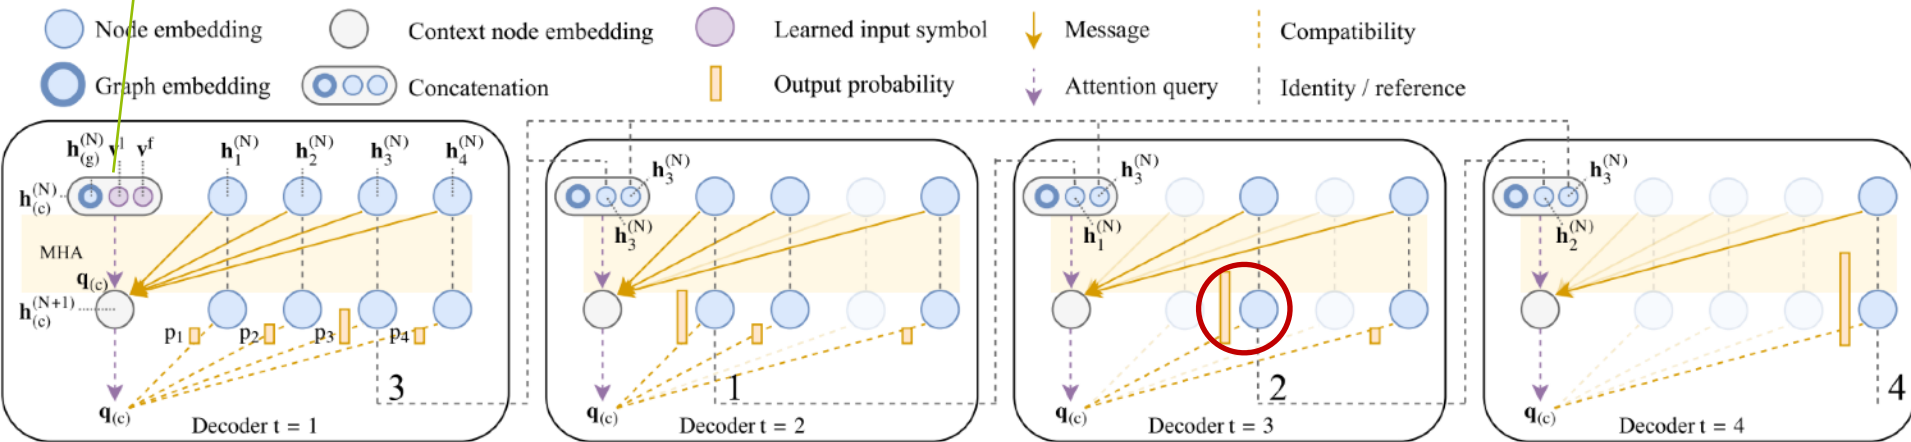 Node embedding
Context node embedding
Learned input symbol
Message
Compatibility
Graph embedding
Concatenation
Output probability
Attention query
Identity / reference
h(g)(N) vl vf h1(N) h2(N) h3(N) h4(N)
h(c)(N)
MHA
q(c)
h(c)(N+1)
p1 p2 p3 p4
3
q(c)
Decoder t = 1
h3(N)
h3(N)
1
q(c)
Decoder t = 2
h3(N)
h1(N)
2
q(c)
Decoder t = 3
h3(N)
h2(N)
4
q(c)
Decoder t = 4